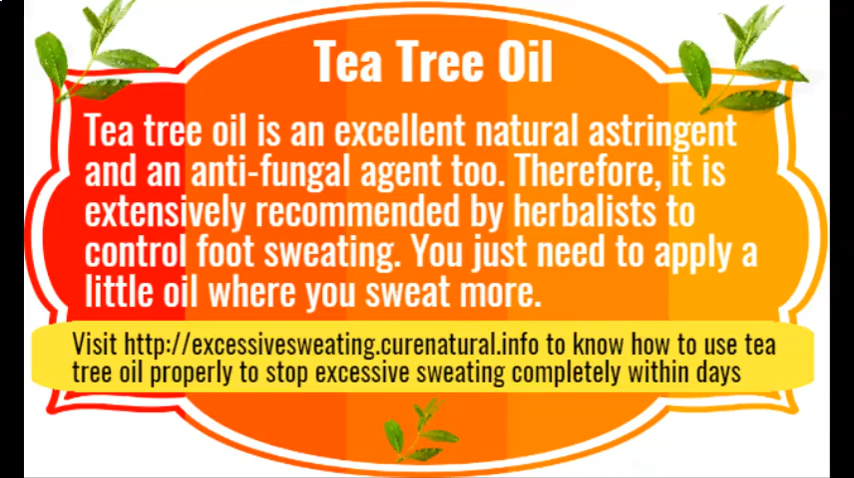 Tea Tree Oil
Tea tree oil is an excellent natural astringent
and an anti-fungal agent too. Therefore, it is
extensively recommended by herbalists to
control foot sweating. You just need to apply a
little oil where you sweat more.
Visit http://excessivesweating.curenatural.info to know how to use tea
tree oil properly to stop excessive sweating completely within days